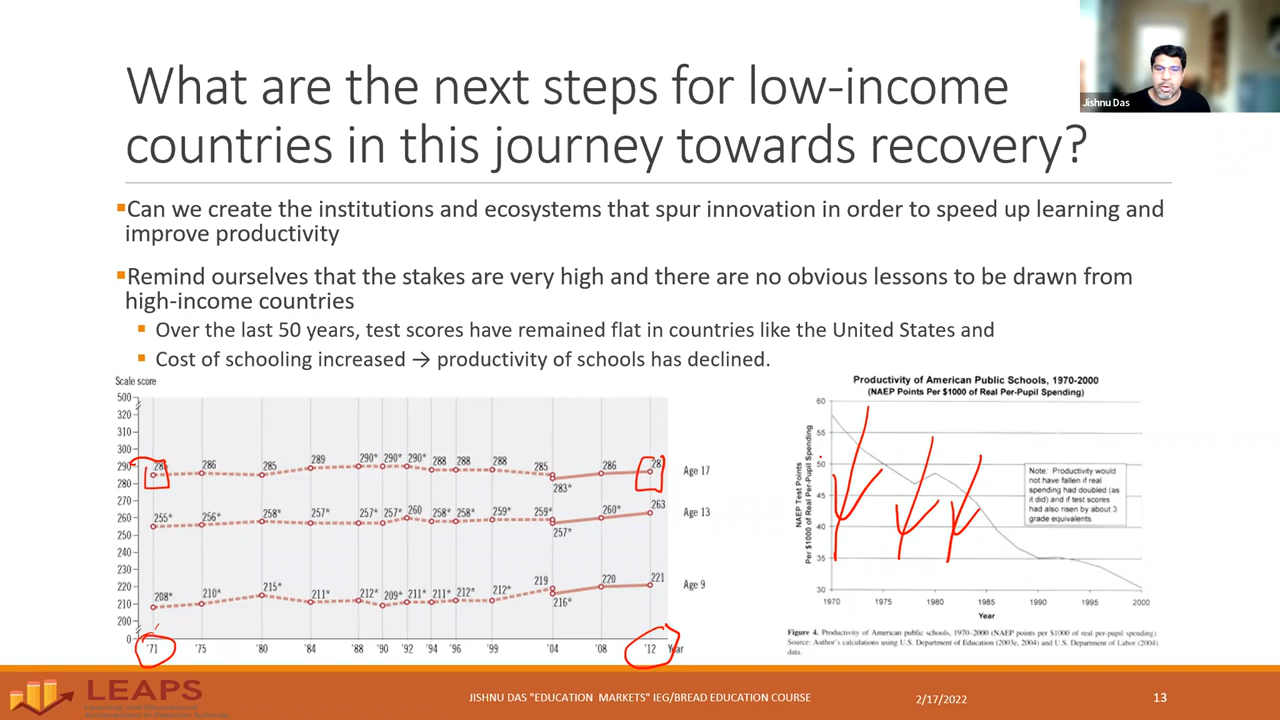 Jishnu Das
What are the next steps for low-income
countries in this journey towards recovery?
Can we create the institutions and ecosystems that spur innovation in order to speed up learning and
improve productivity
Remind ourselves that the stakes are very high and there are no obvious lessons to be drawn from
high-income countries
Over the last 50 years, test scores have remained flat in countries like the United States and
Cost of schooling increased → productivity of schools has declined.
Scale score
500
320
310
300
290
280
270
260
250
240
230
220
210
200
0
286 285 289 290* 290* 290* 288 288 288 285 283* 286
Age 17
255* 256* 258* 257* 257* 257* 260 258* 258* 259* 259* 257* 260* 263
Age 13
208* 210* 215* 211* 212* 209* 211* 211* 212* 212* 219 216* 220 221
Age 9
'71 '75 '80 '84 '88 '90 '92 '94 '96 '99 '04 '08 '12 Year
Productivity of American Public Schools, 1970-2000
(NAEP Points Per $1000 of Real Per-Pupil Spending)
NAEP Test Points
Per $1000 of Real Per-Pupil Spending
60
55
50
45
40
35
30
Note: Productivity would
not have fallen if real
spending had doubled (as
it did) and if test scores
had also risen by about 3
grade equivalents.
1970 1975 1980 1985 1990 1995 2000
Year
Figure 4. Productivity of American public schools, 1970–2000 (NAEP points per $1000 of real per-pupil spending).
Source: Author's calculations using U.S. Department of Education (2003c, 2004) and U.S. Department of Labor (2004)
data.
LEAPS
Learning and Educational
Achievement in Pakistan Schools
JISHNU DAS "EDUCATION MARKETS" IEG/BREAD EDUCATION COURSE
2/17/2022
13